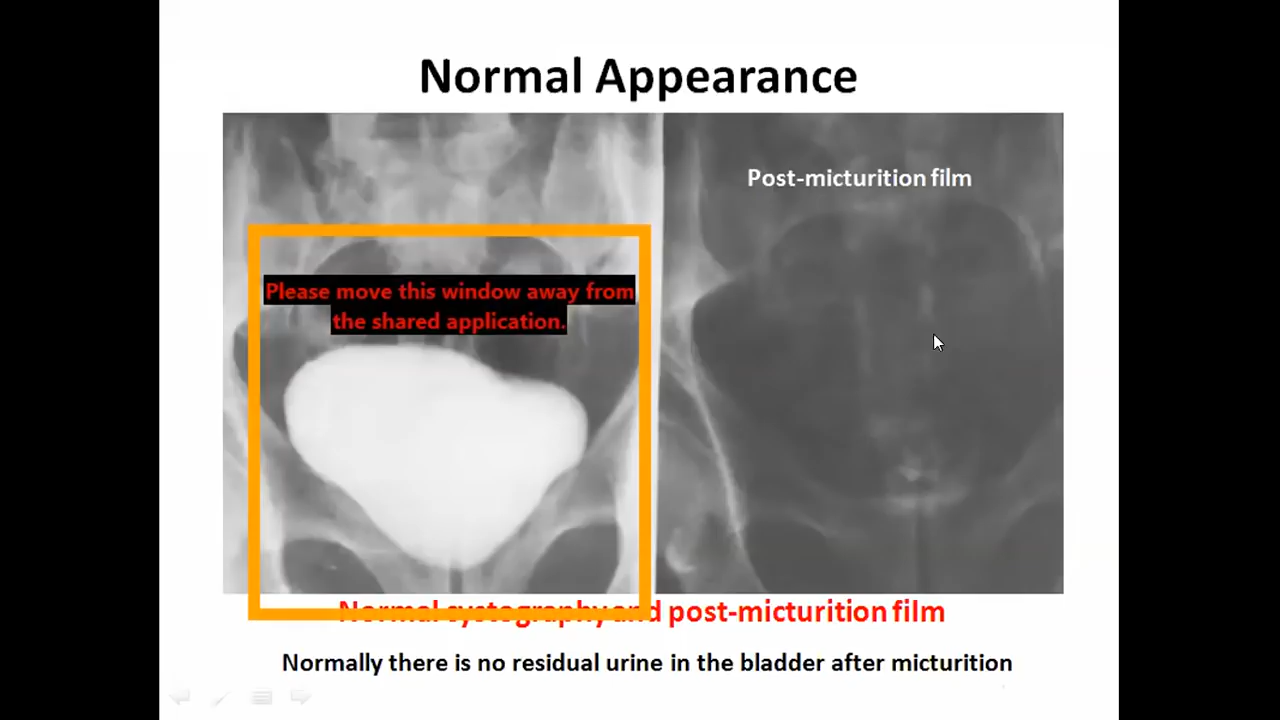 Normal Appearance
Post-micturition film
Please move this window away from
the shared application.
Normal cystography and post-micturition film
Normally there is no residual urine in the bladder after micturition